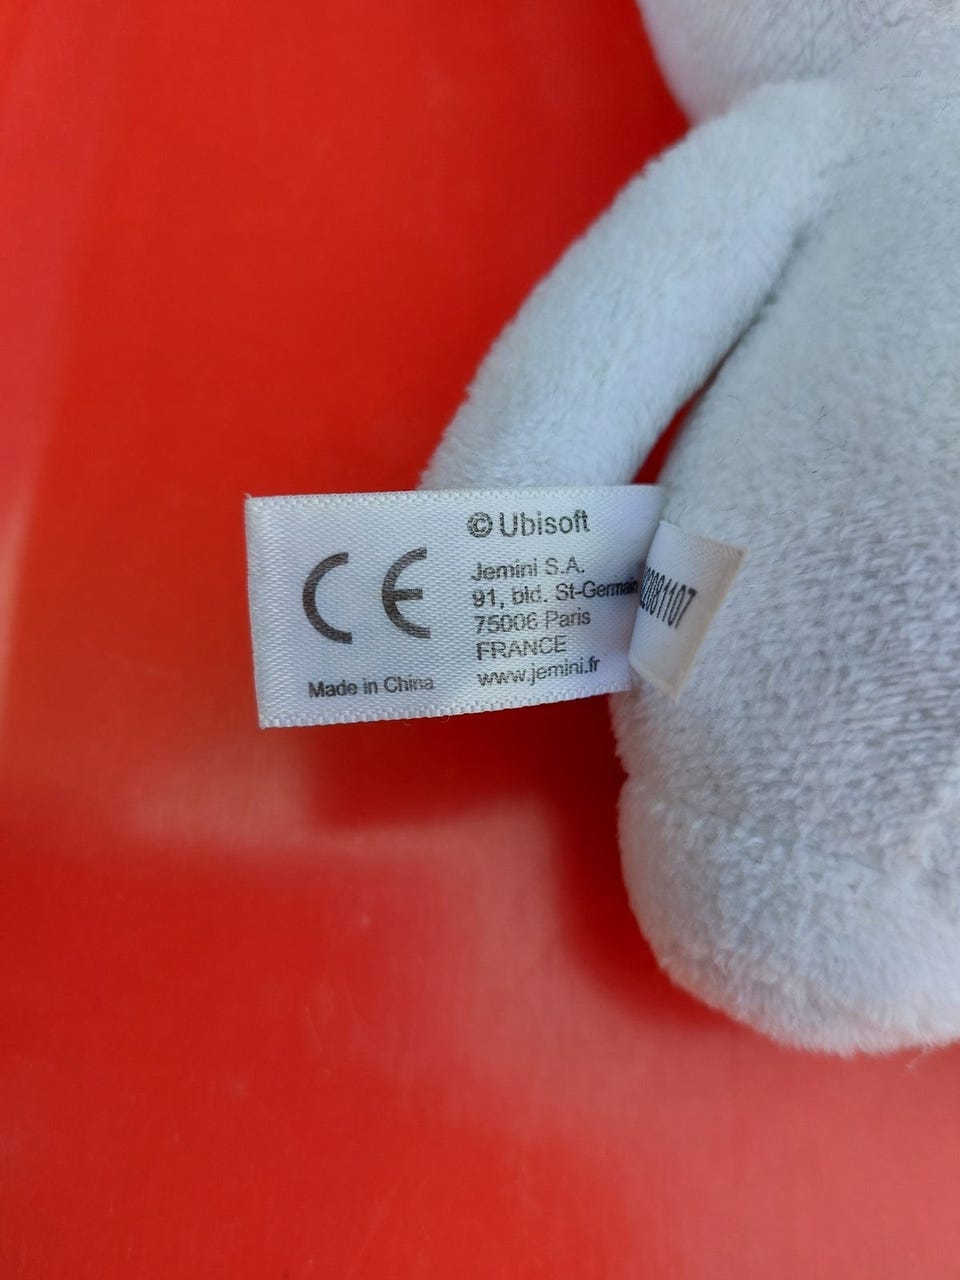 © Ubisoft
CE
Jemini S.A.
91, bld. St-Germain
75006 Paris
FRANCE
www.jemini.fr
Made in China